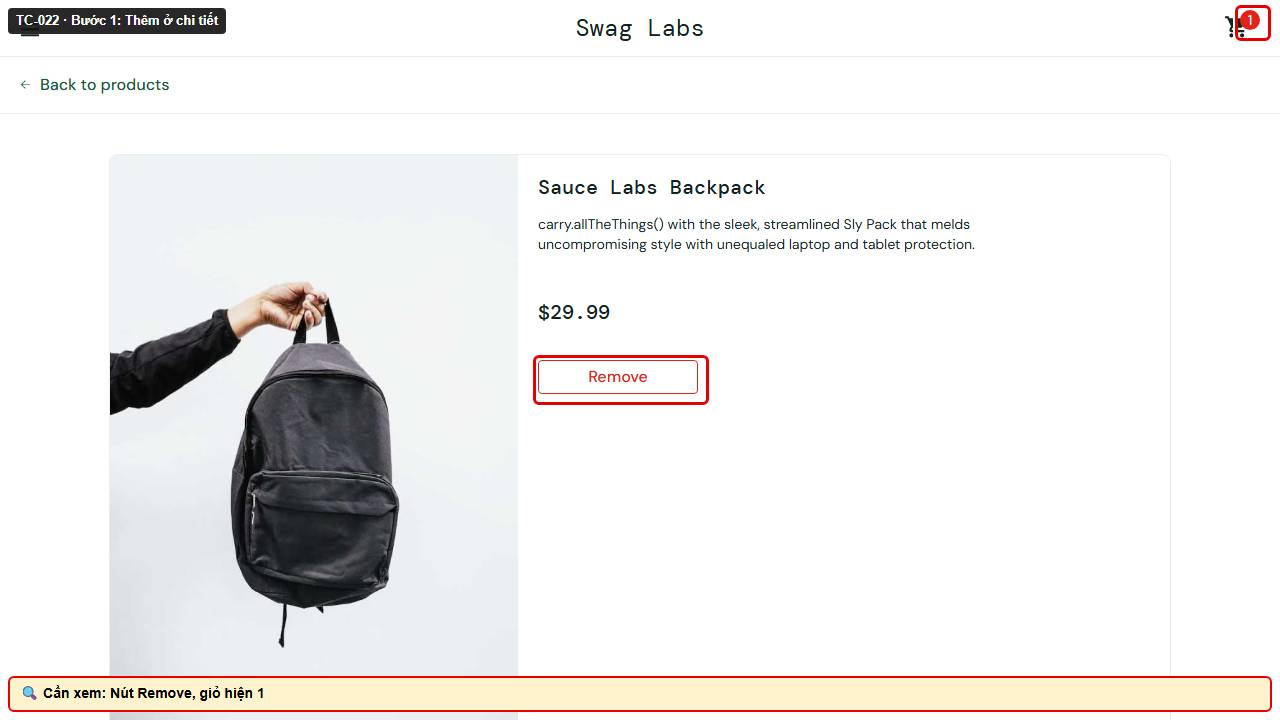 TC-022 · Bước 1: Thêm ở chi tiết
Swag Labs
1
Back to products
Sauce Labs Backpack
carry.allTheThings() with the sleek, streamlined Sly Pack that melds
uncompromising style with unequaled laptop and tablet protection.
$29.99
Remove
🔍 Cần xem: Nút Remove, giỏ hiện 1